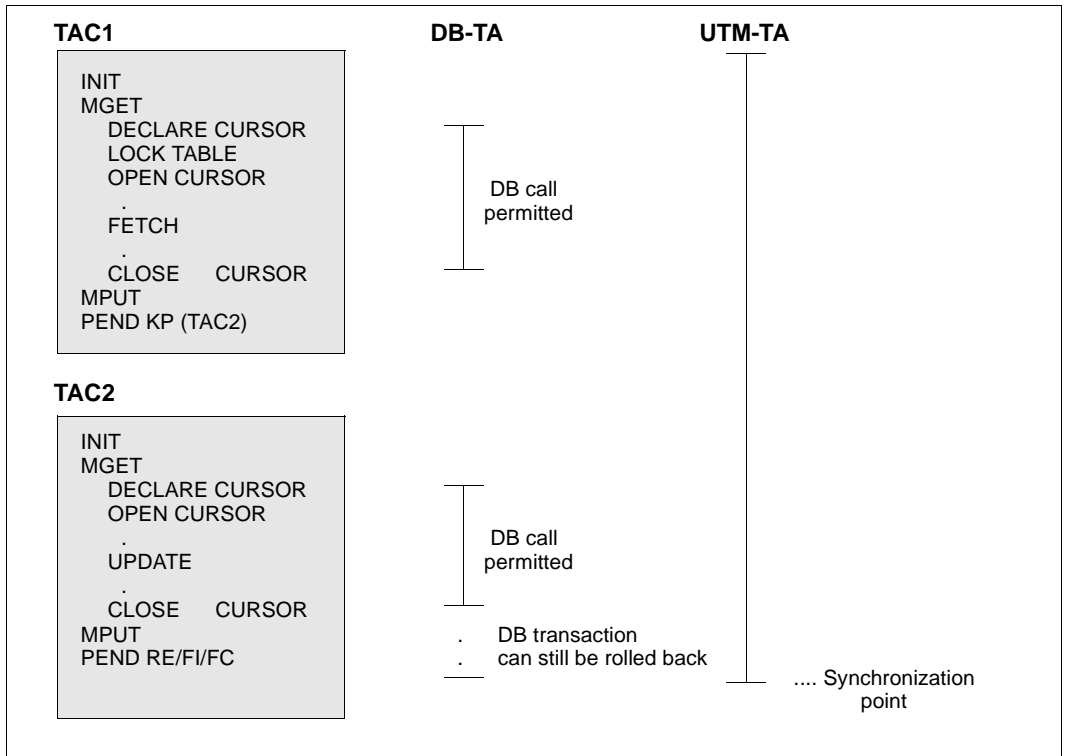 TAC1 DB-TA UTM-TA
INIT
MGET
DECLARE CURSOR
LOCK TABLE
OPEN CURSOR
.
FETCH
.
CLOSE CURSOR
MPUT
PEND KP (TAC2)
DB call
permitted
TAC2
INIT
MGET
DECLARE CURSOR
OPEN CURSOR
.
UPDATE
.
CLOSE CURSOR
MPUT
PEND RE/FI/FC
DB call
permitted
. DB transaction
. can still be rolled back
.... Synchronization
point